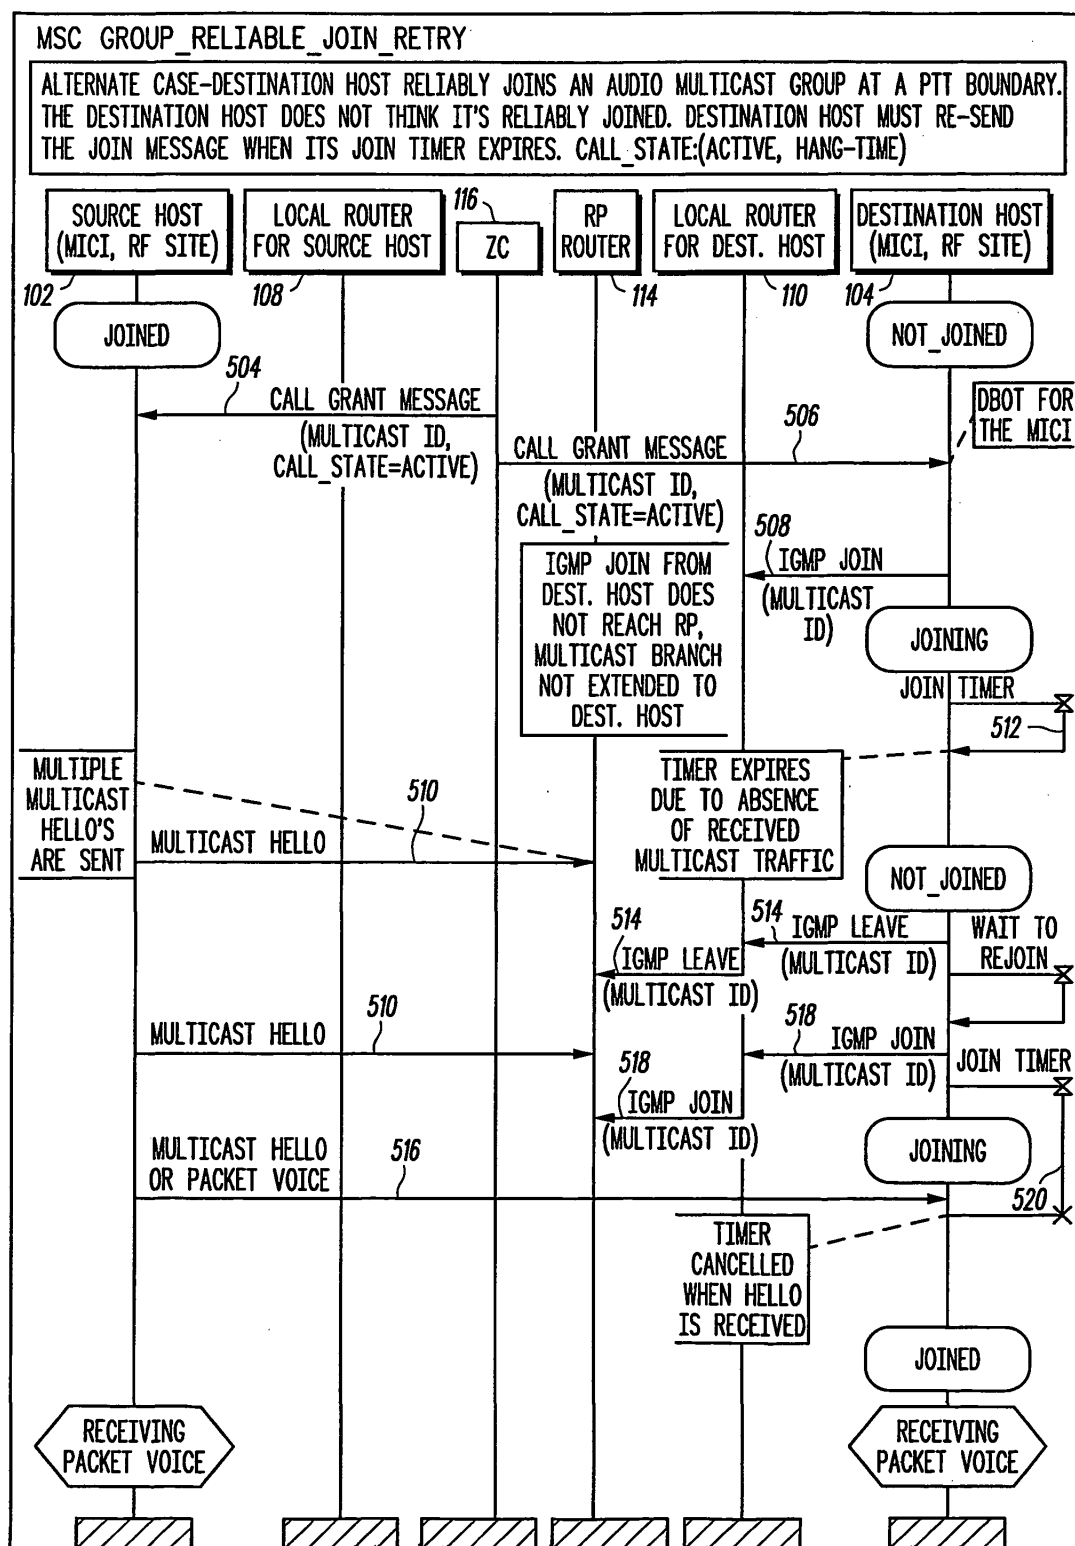 MSC GROUP_RELIABLE_JOIN_RETRY
ALTERNATE CASE-DESTINATION HOST RELIABLY JOINS AN AUDIO MULTICAST GROUP AT A PTT BOUNDARY.
THE DESTINATION HOST DOES NOT THINK IT'S RELIABLY JOINED. DESTINATION HOST MUST RE-SEND
THE JOIN MESSAGE WHEN ITS JOIN TIMER EXPIRES. CALL_STATE:(ACTIVE, HANG-TIME)
SOURCE HOST
(MICI, RF SITE)
102
LOCAL ROUTER
FOR SOURCE HOST
108
116
ZC
RP
ROUTER
114
LOCAL ROUTER
FOR DEST. HOST
110
DESTINATION HOST
(MICI, RF SITE)
104
JOINED
NOT_JOINED
504
CALL GRANT MESSAGE
(MULTICAST ID,
CALL_STATE=ACTIVE)
DBOT FOR
THE MICI
506
CALL GRANT MESSAGE
(MULTICAST ID,
CALL_STATE=ACTIVE)
508
IGMP JOIN
(MULTICAST
ID)
IGMP JOIN FROM
DEST. HOST DOES
NOT REACH RP,
MULTICAST BRANCH
NOT EXTENDED TO
DEST. HOST
JOINING
JOIN TIMER
512
MULTIPLE
MULTICAST
HELLO'S
ARE SENT
510
MULTICAST HELLO
TIMER EXPIRES
DUE TO ABSENCE
OF RECEIVED
MULTICAST TRAFFIC
NOT_JOINED
514
IGMP LEAVE
(MULTICAST ID)
WAIT TO
REJOIN
514
IGMP LEAVE
(MULTICAST ID)
MULTICAST HELLO
510
518
IGMP JOIN
(MULTICAST ID)
JOIN TIMER
518
IGMP JOIN
(MULTICAST ID)
JOINING
MULTICAST HELLO
OR PACKET VOICE
516
520
TIMER
CANCELLED
WHEN HELLO
IS RECEIVED
JOINED
RECEIVING
PACKET VOICE
RECEIVING
PACKET VOICE